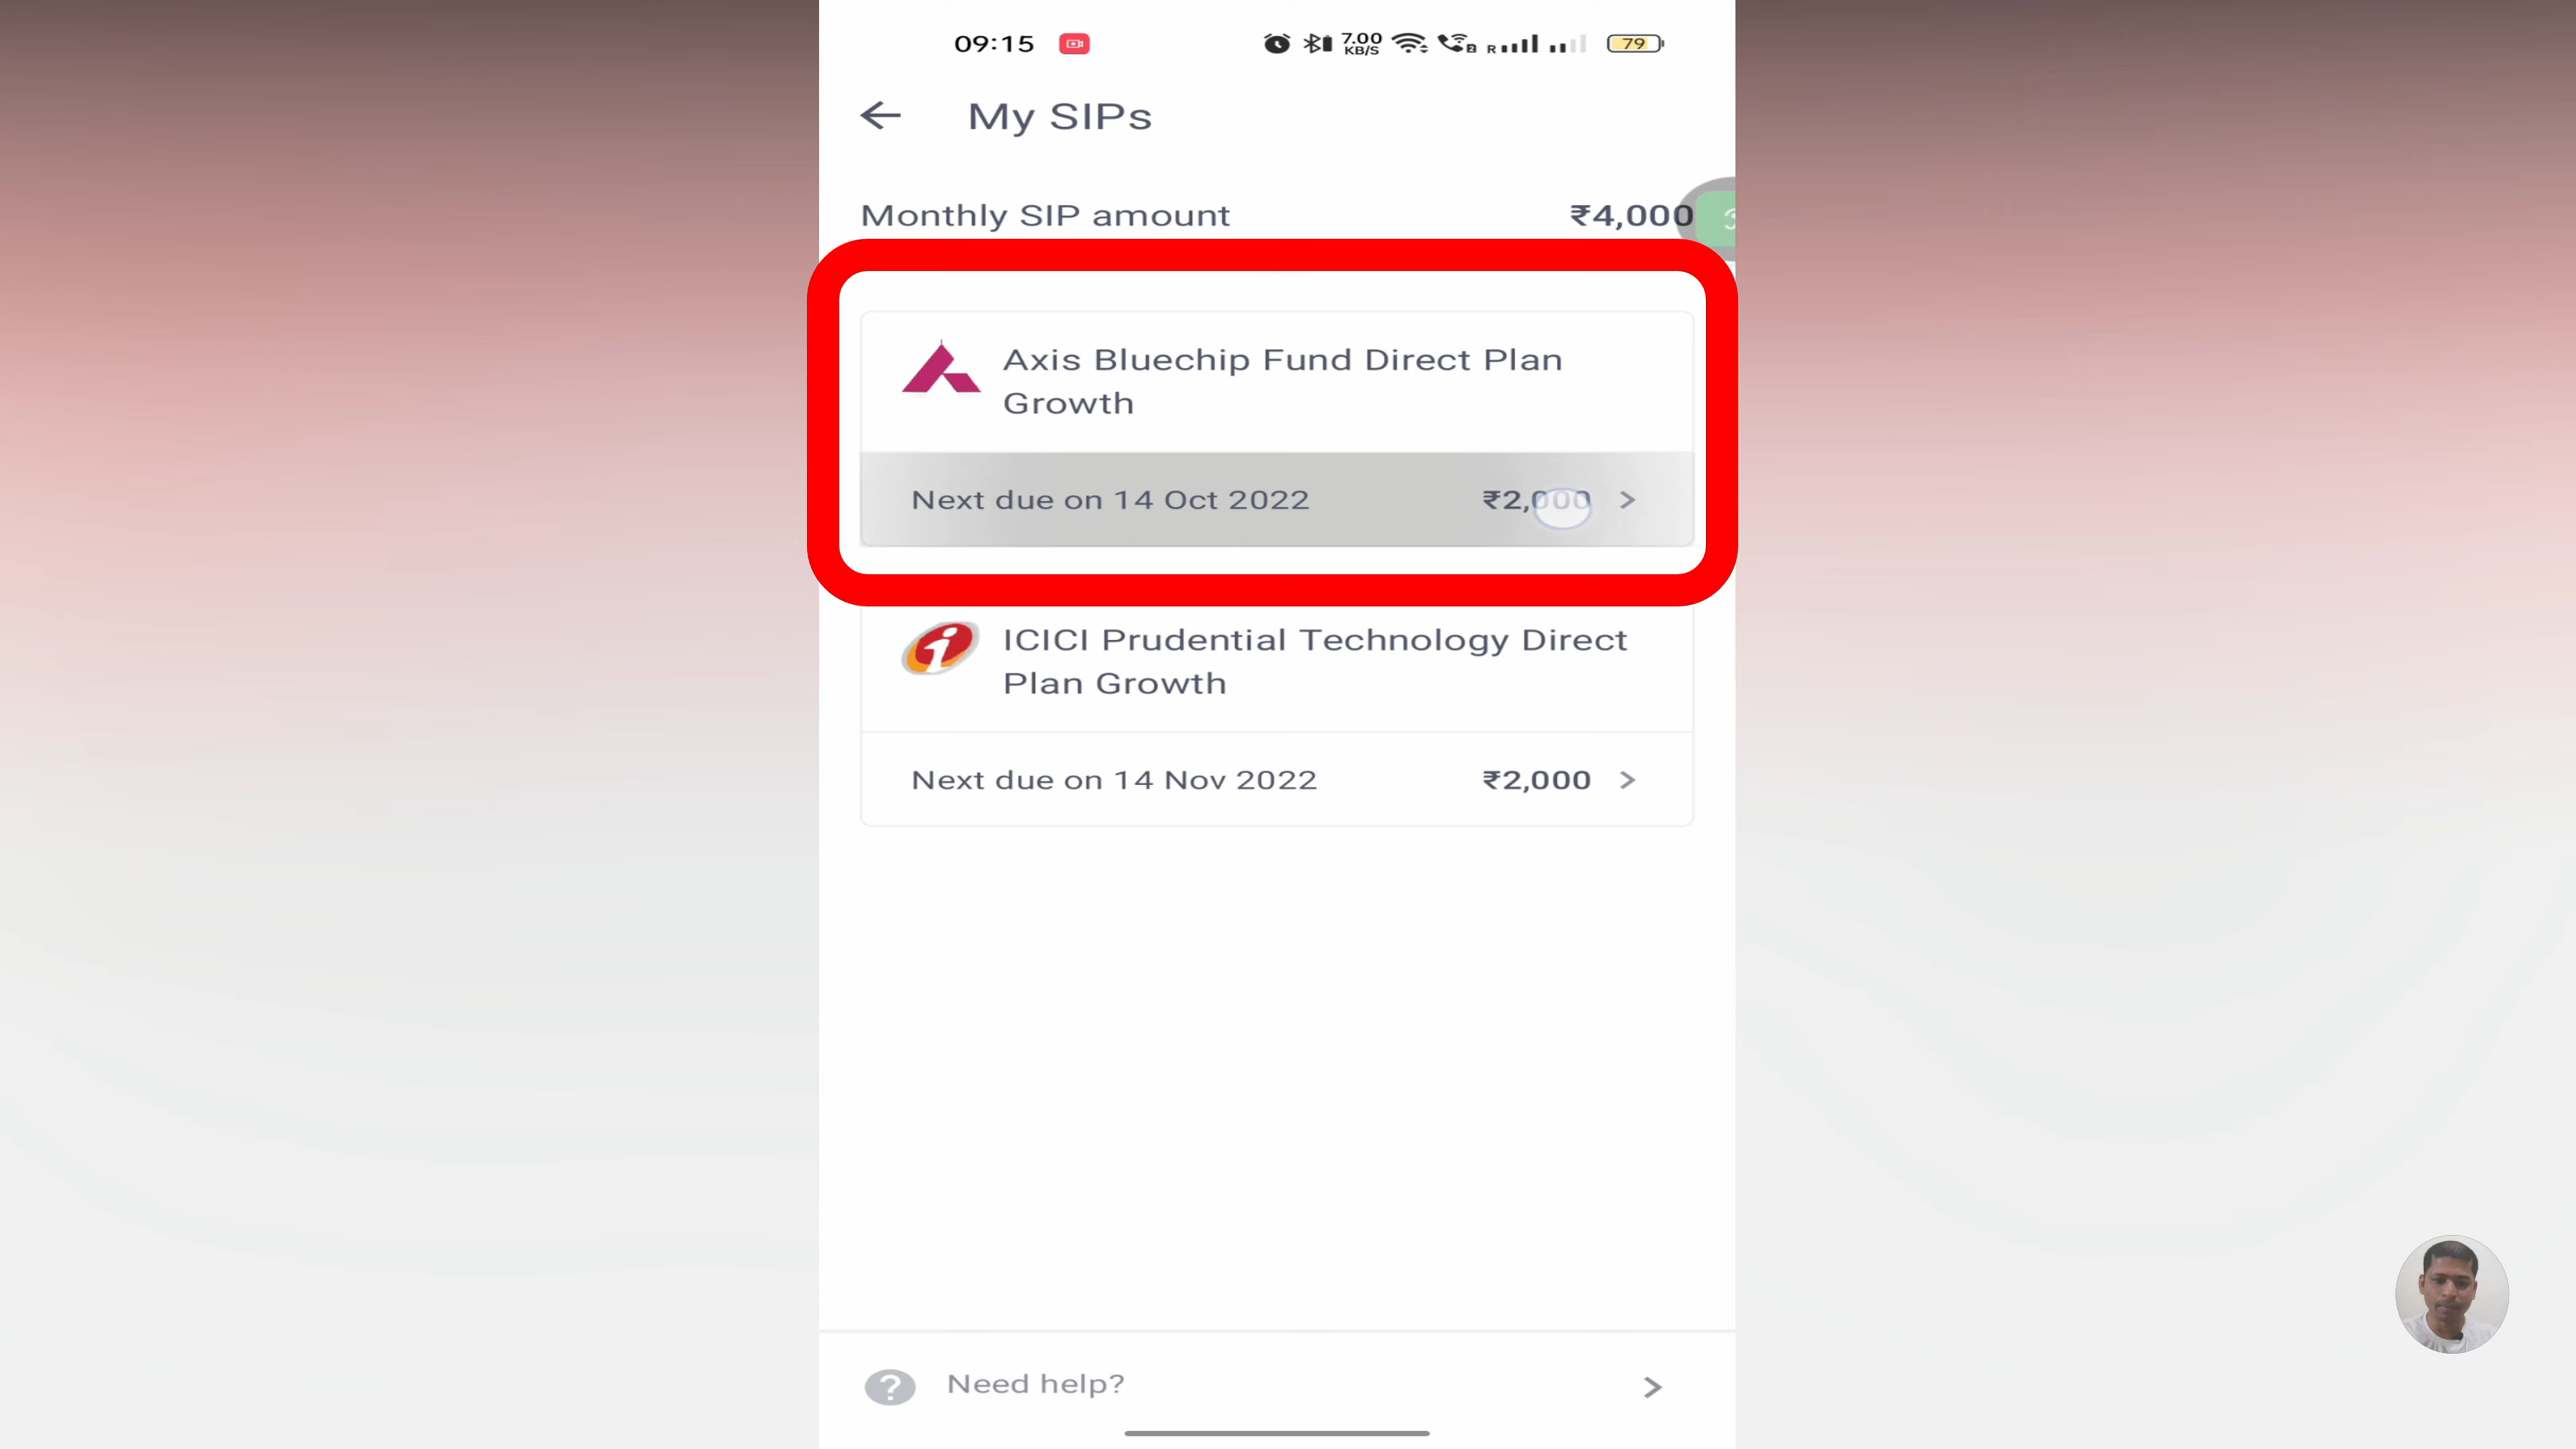 09:15 7.00 KB/S R 79
My SIPs
Monthly SIP amount ₹4,000
Axis Bluechip Fund Direct Plan
Growth
Next due on 14 Oct 2022 ₹2,000
ICICI Prudential Technology Direct
Plan Growth
Next due on 14 Nov 2022 ₹2,000
Need help?